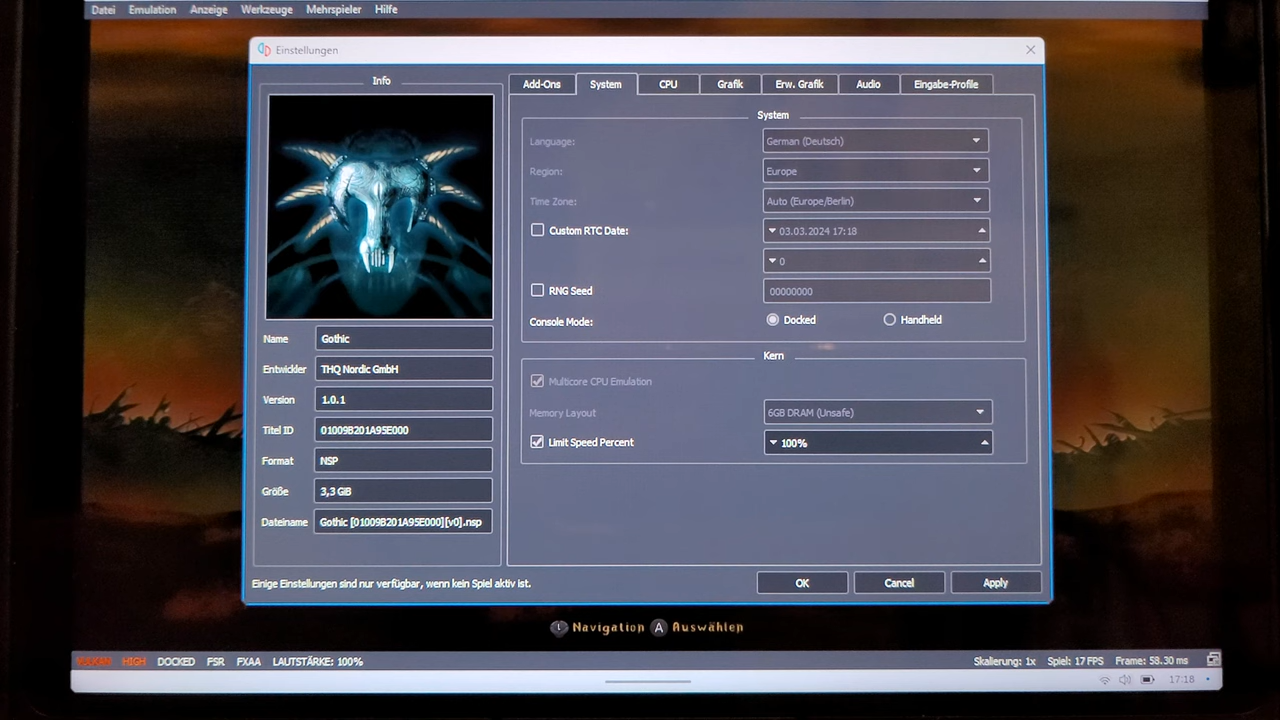 Datei Emulation Anzeige Werkzeuge Mehrspieler Hilfe
Einstellungen
Info
Name Gothic
Entwickler THQ Nordic GmbH
Version 1.0.1
Titel ID 01009B201A95E000
Format NSP
Größe 3,3 GiB
Dateiname Gothic [01009B201A95E000][v0].nsp
Add-Ons System CPU Grafik Erw. Grafik Audio Eingabe-Profile
System
Language: German (Deutsch)
Region: Europe
Time Zone: Auto (Europe/Berlin)
Custom RTC Date: 03.03.2024 17:18
0
RNG Seed 00000000
Console Mode: Docked Handheld
Kern
Multicore CPU Emulation
Memory Layout 6GB DRAM (Unsafe)
Limit Speed Percent 100%
Einige Einstellungen sind nur verfügbar, wenn kein Spiel aktiv ist.
OK Cancel Apply
L Navigation A Auswählen
VULKAN HIGH DOCKED FSR FXAA LAUTSTÄRKE: 100% Skalierung: 1x Spiel: 17 FPS Frame: 58.30 ms
17:18